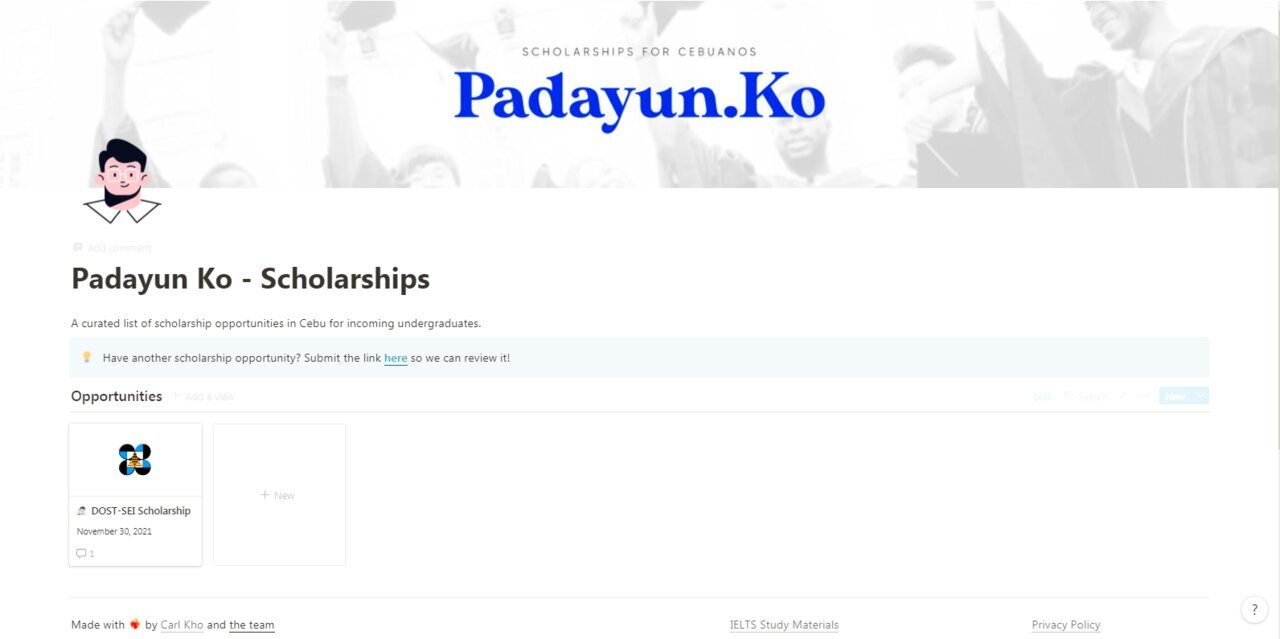 SCHOLARSHIPS FOR CEBUANOS
Padayun.Ko
Add comment
Padayun Ko - Scholarships
A curated list of scholarship opportunities in Cebu for incoming undergraduates.
Have another scholarship opportunity? Submit the link here so we can review it!
Opportunities + Add a view Sort Search ... New
DOST-SEI Scholarship
November 30, 2021
1
+ New
Made with by Carl Kho and the team
IELTS Study Materials
Privacy Policy
?